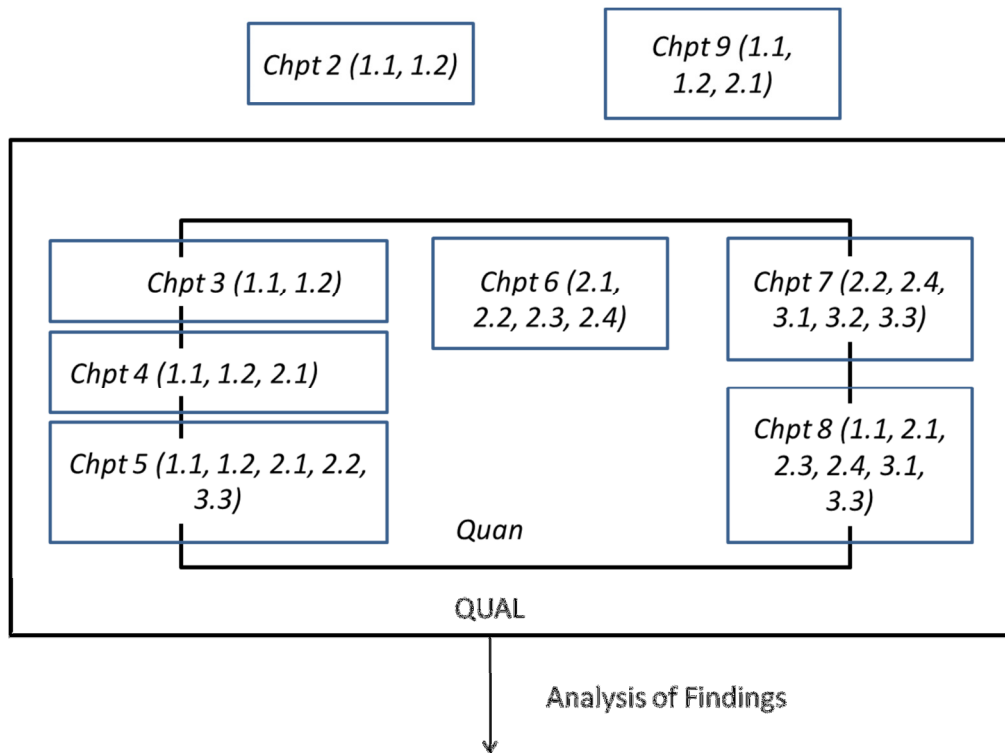 Chpt 2 (1.1, 1.2)
Chpt 9 (1.1,
1.2, 2.1)
Chpt 3 (1.1, 1.2)
Chpt 4 (1.1, 1.2, 2.1)
Chpt 5 (1.1, 1.2, 2.1, 2.2,
3.3)
Chpt 6 (2.1,
2.2, 2.3, 2.4)
Chpt 7 (2.2, 2.4,
3.1, 3.2, 3.3)
Chpt 8 (1.1, 2.1,
2.3, 2.4, 3.1,
3.3)
Quan
QUAL
Analysis of Findings